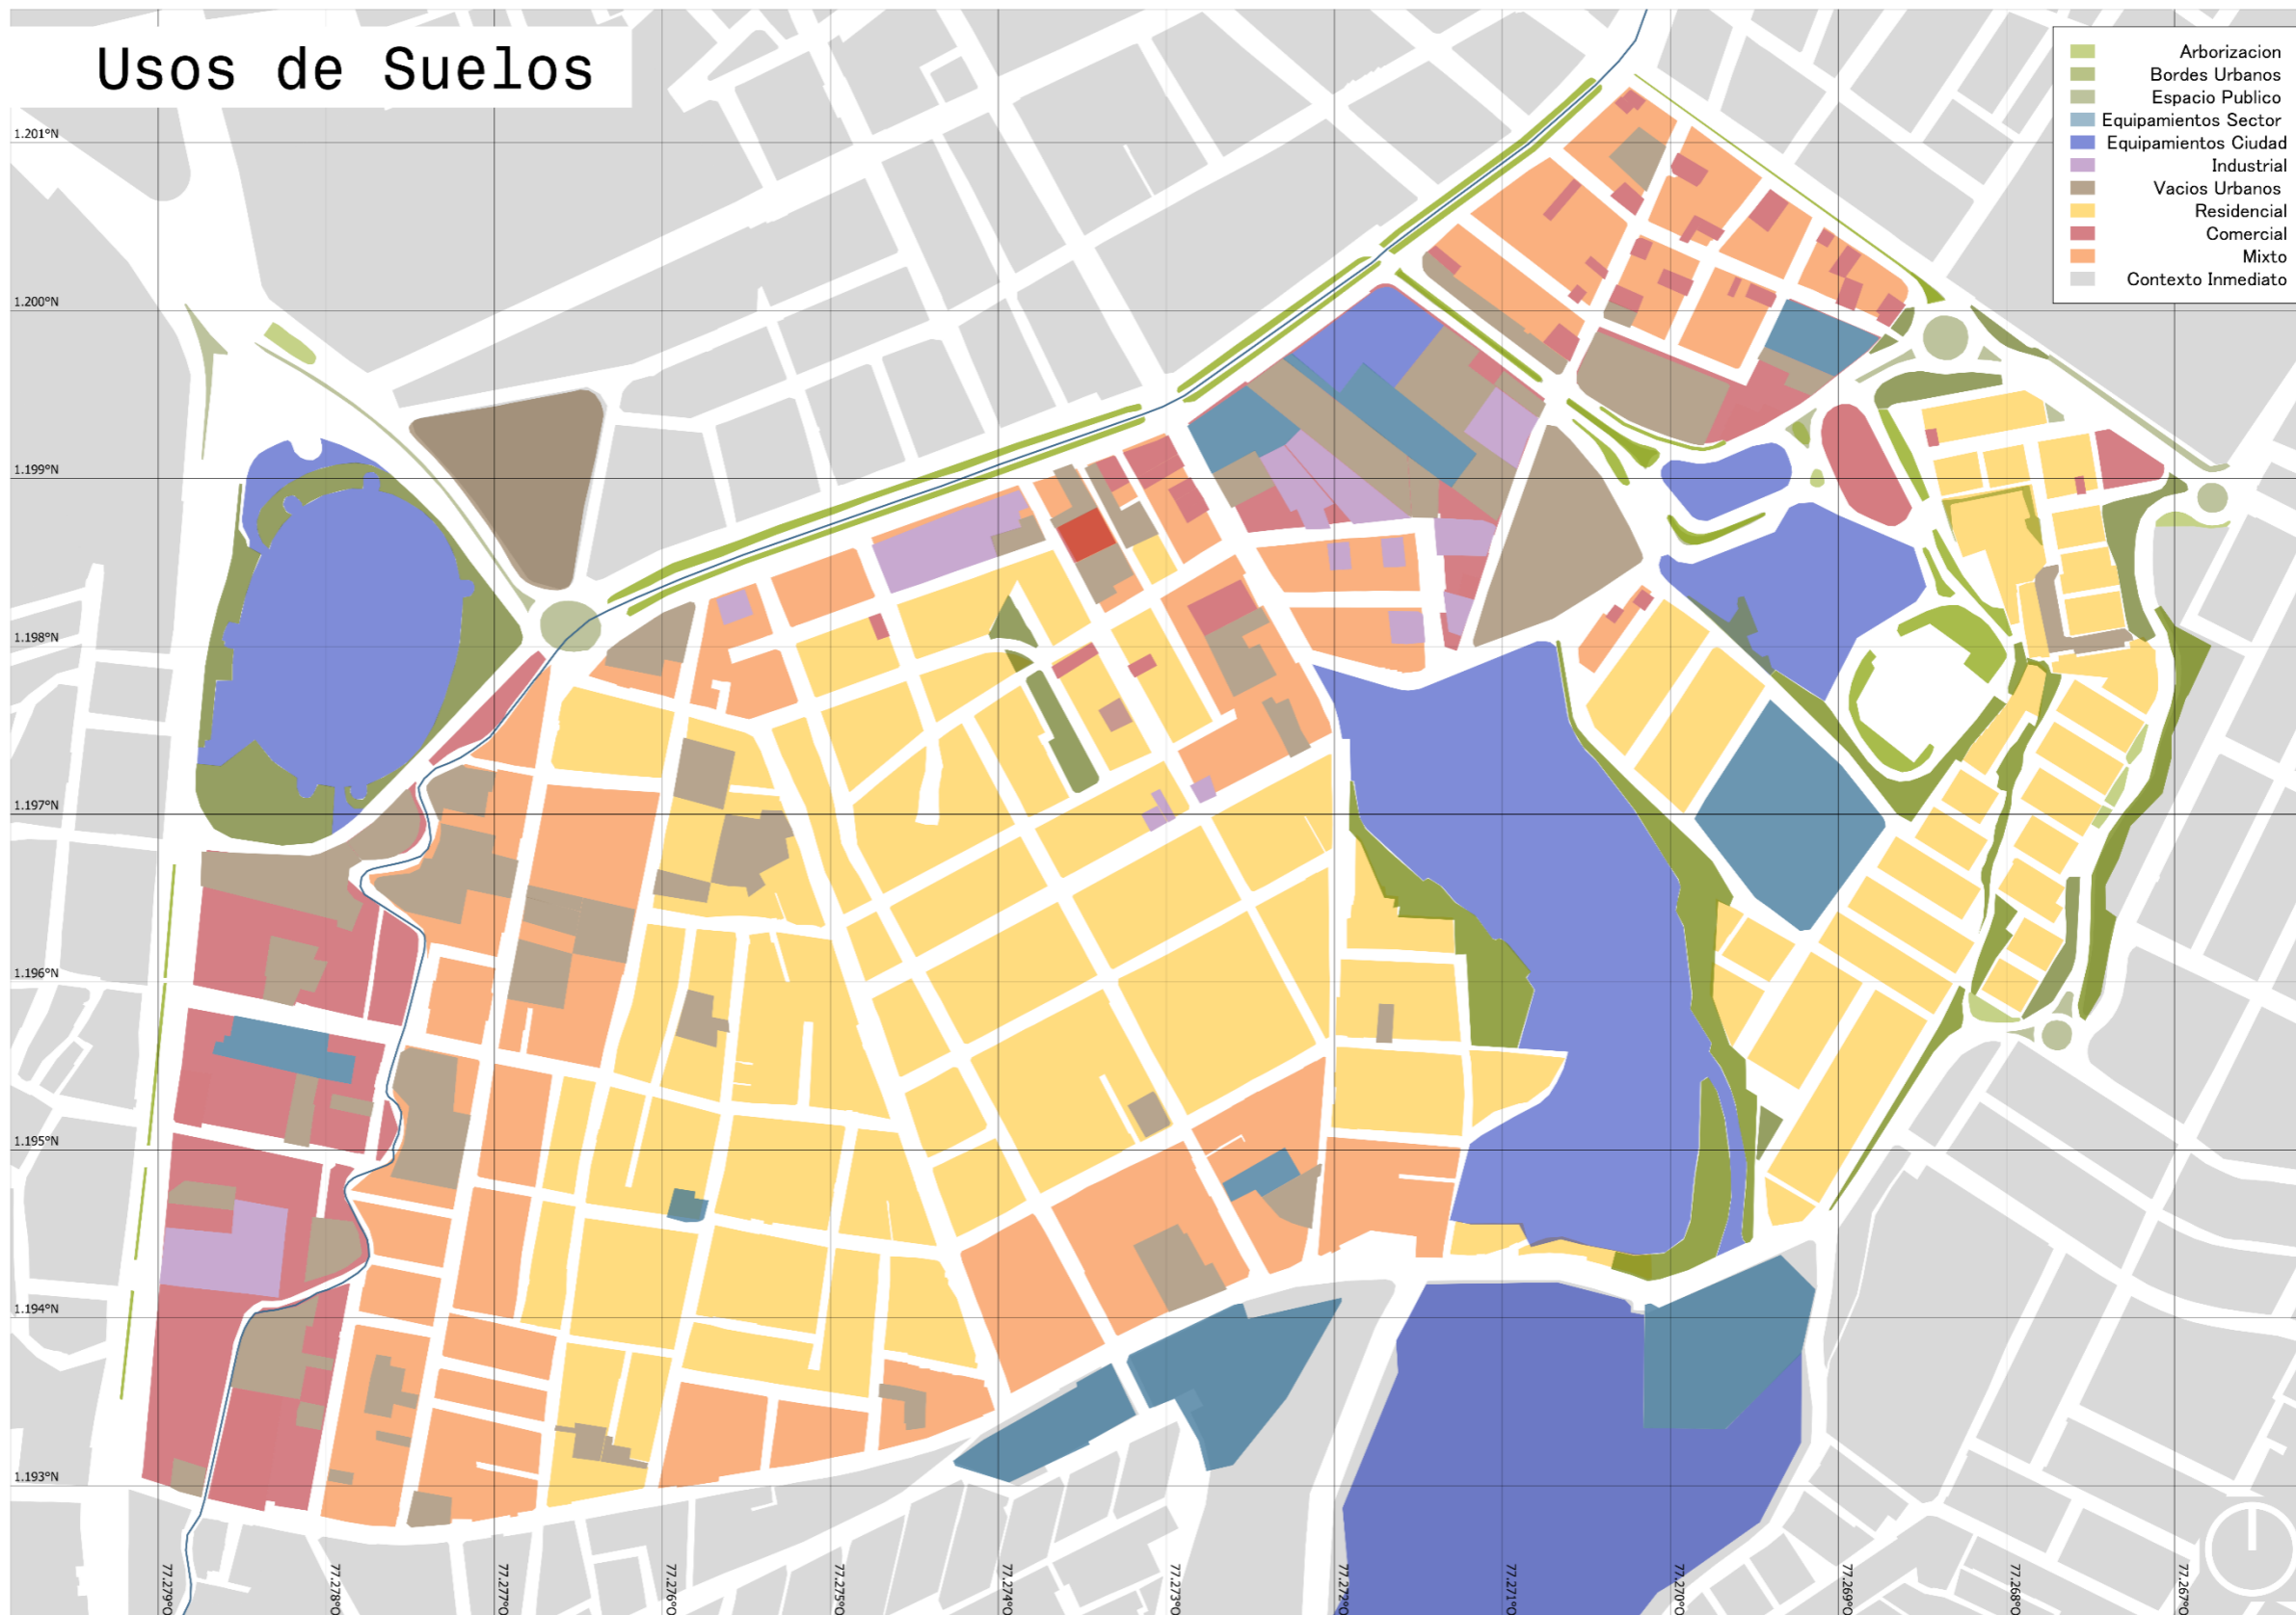 Usos de Suelos
Arborizacion
Bordes Urbanos
Espacio Publico
Equipamientos Sector
Equipamientos Ciudad
Industrial
Vacios Urbanos
Residencial
Comercial
Mixto
Contexto Inmediato
1.201°N
1.200°N
1.199°N
1.198°N
1.197°N
1.196°N
1.195°N
1.194°N
1.193°N
77.279°O
77.278°O
77.277°O
77.276°O
77.275°O
77.274°O
77.273°O
77.272°O
77.271°O
77.270°O
77.269°O
77.268°O
77.267°O